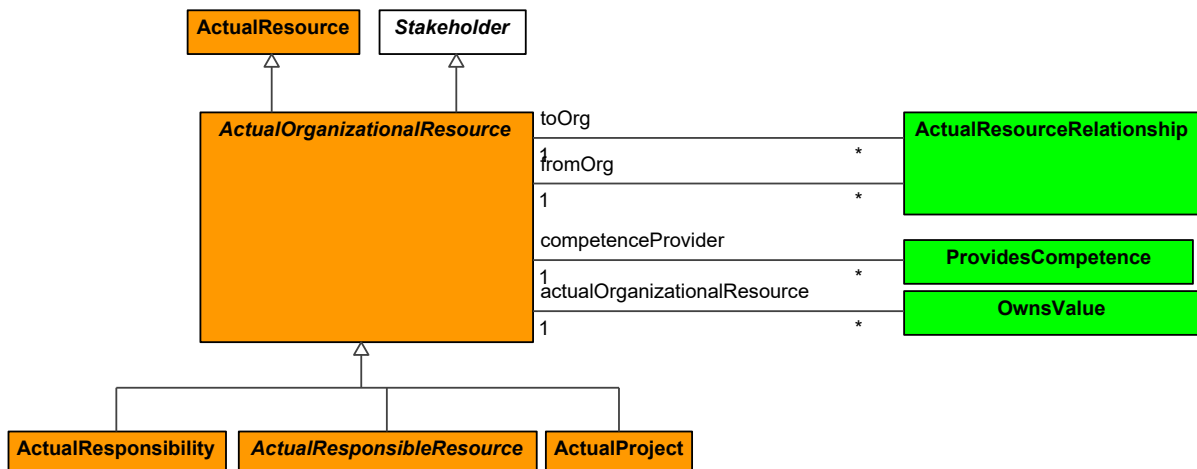 ActualResource
Stakeholder
ActualOrganizationalResource
toOrg
ActualResourceRelationship
1
*
fromOrg
1
*
competenceProvider
ProvidesCompetence
1
*
actualOrganizationalResource
OwnsValue
1
*
ActualResponsibility
ActualResponsibleResource
ActualProject